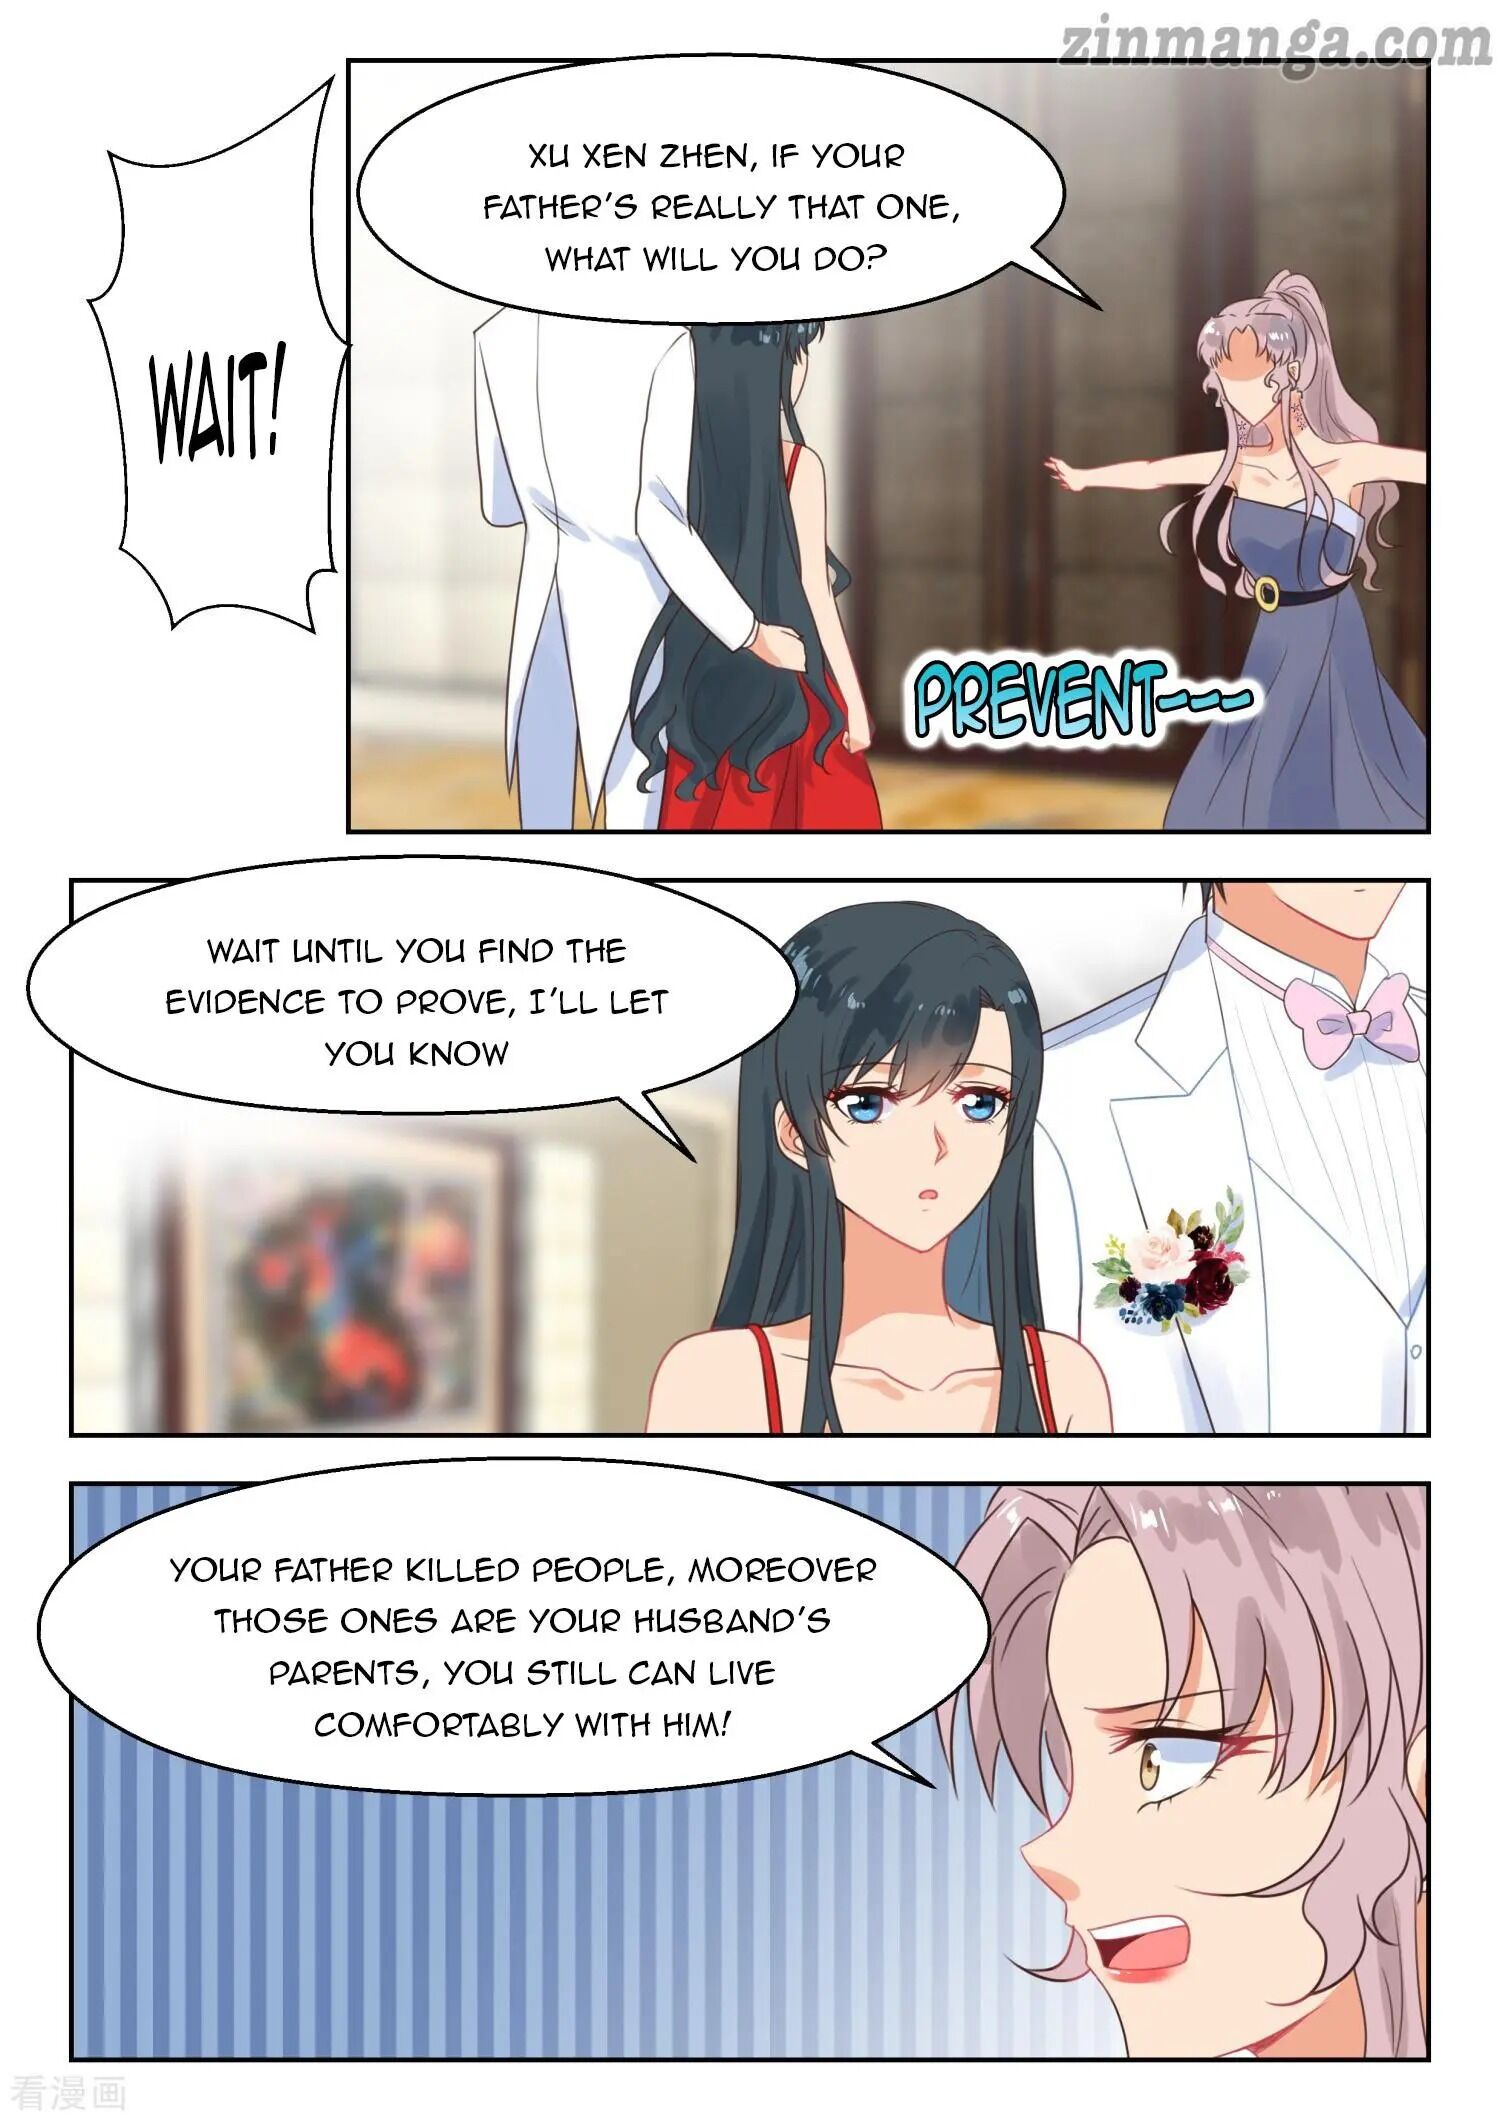 zinmanga.com
WAIT!
XU XEN ZHEN, IF YOUR
FATHER'S REALLY THAT ONE,
WHAT WILL YOU DO?
PREVENT---
WAIT UNTIL YOU FIND THE
EVIDENCE TO PROVE, I'LL LET
YOU KNOW
YOUR FATHER KILLED PEOPLE, MOREOVER
THOSE ONES ARE YOUR HUSBAND'S
PARENTS, YOU STILL CAN LIVE
COMFORTABLY WITH HIM!
看漫画